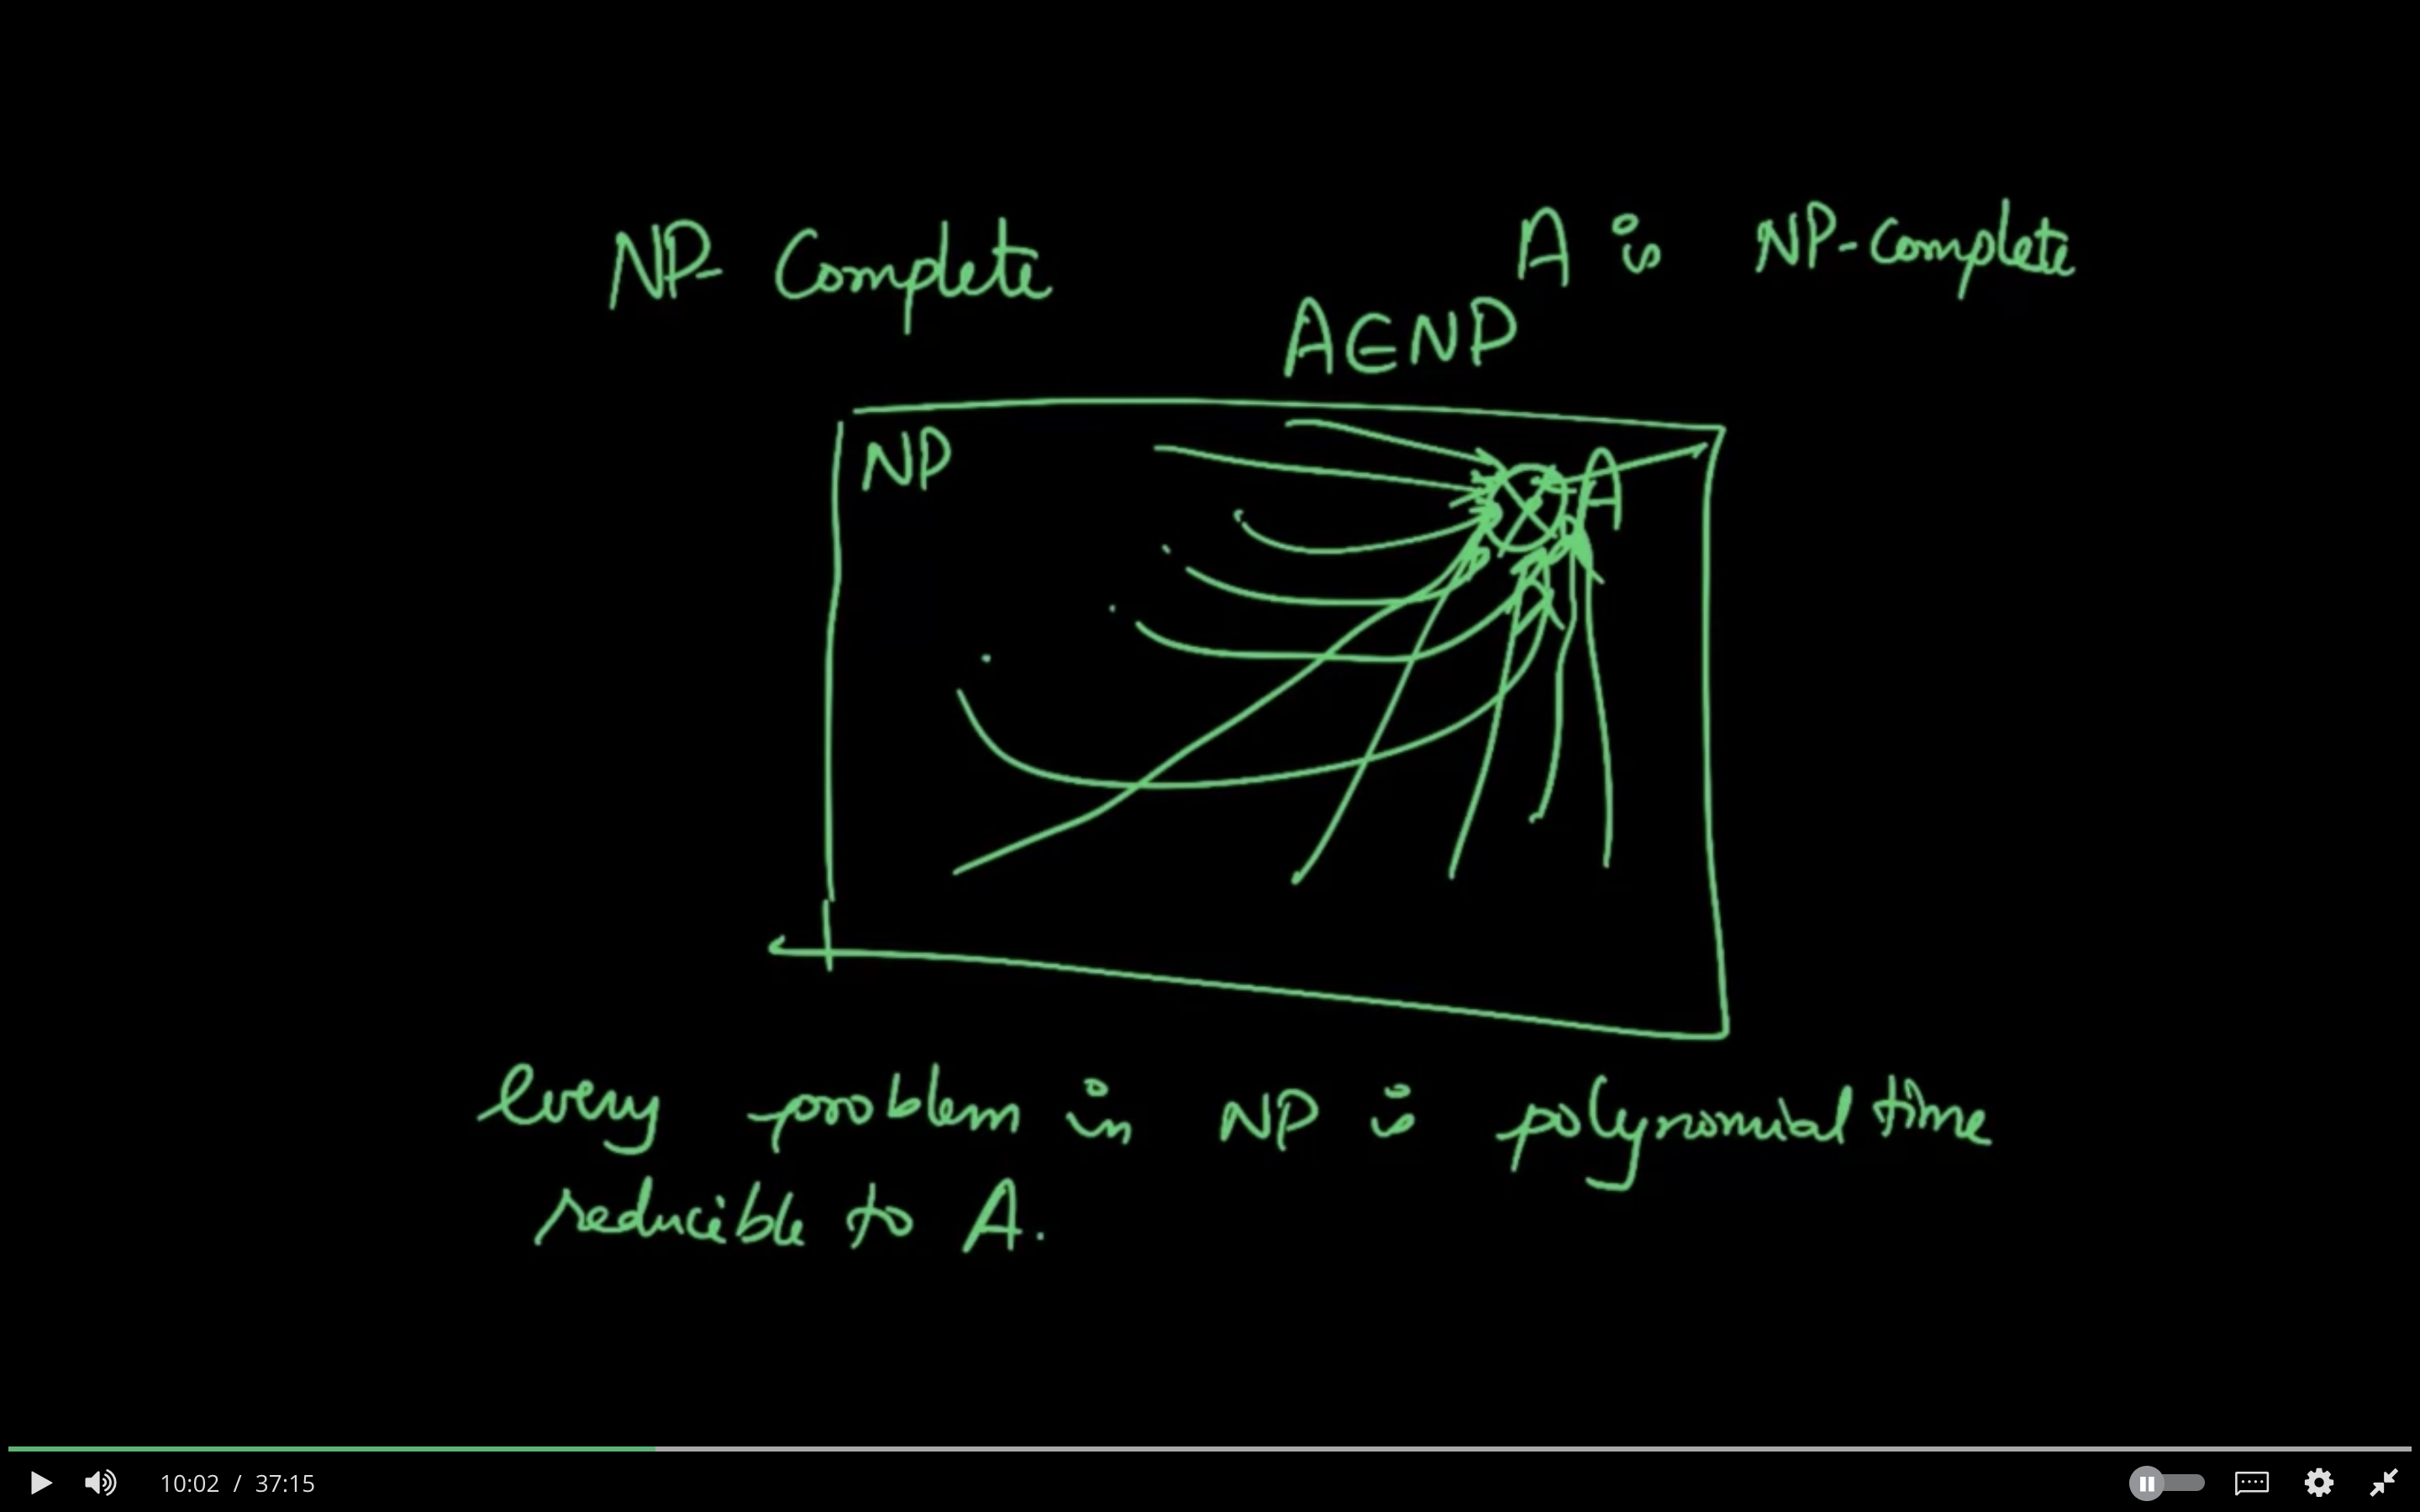 NP-Complete
A is NP-Complete
A∈NP
NP
A
every problem in NP is polynomial time
reducible to A.
10:02 / 37:15